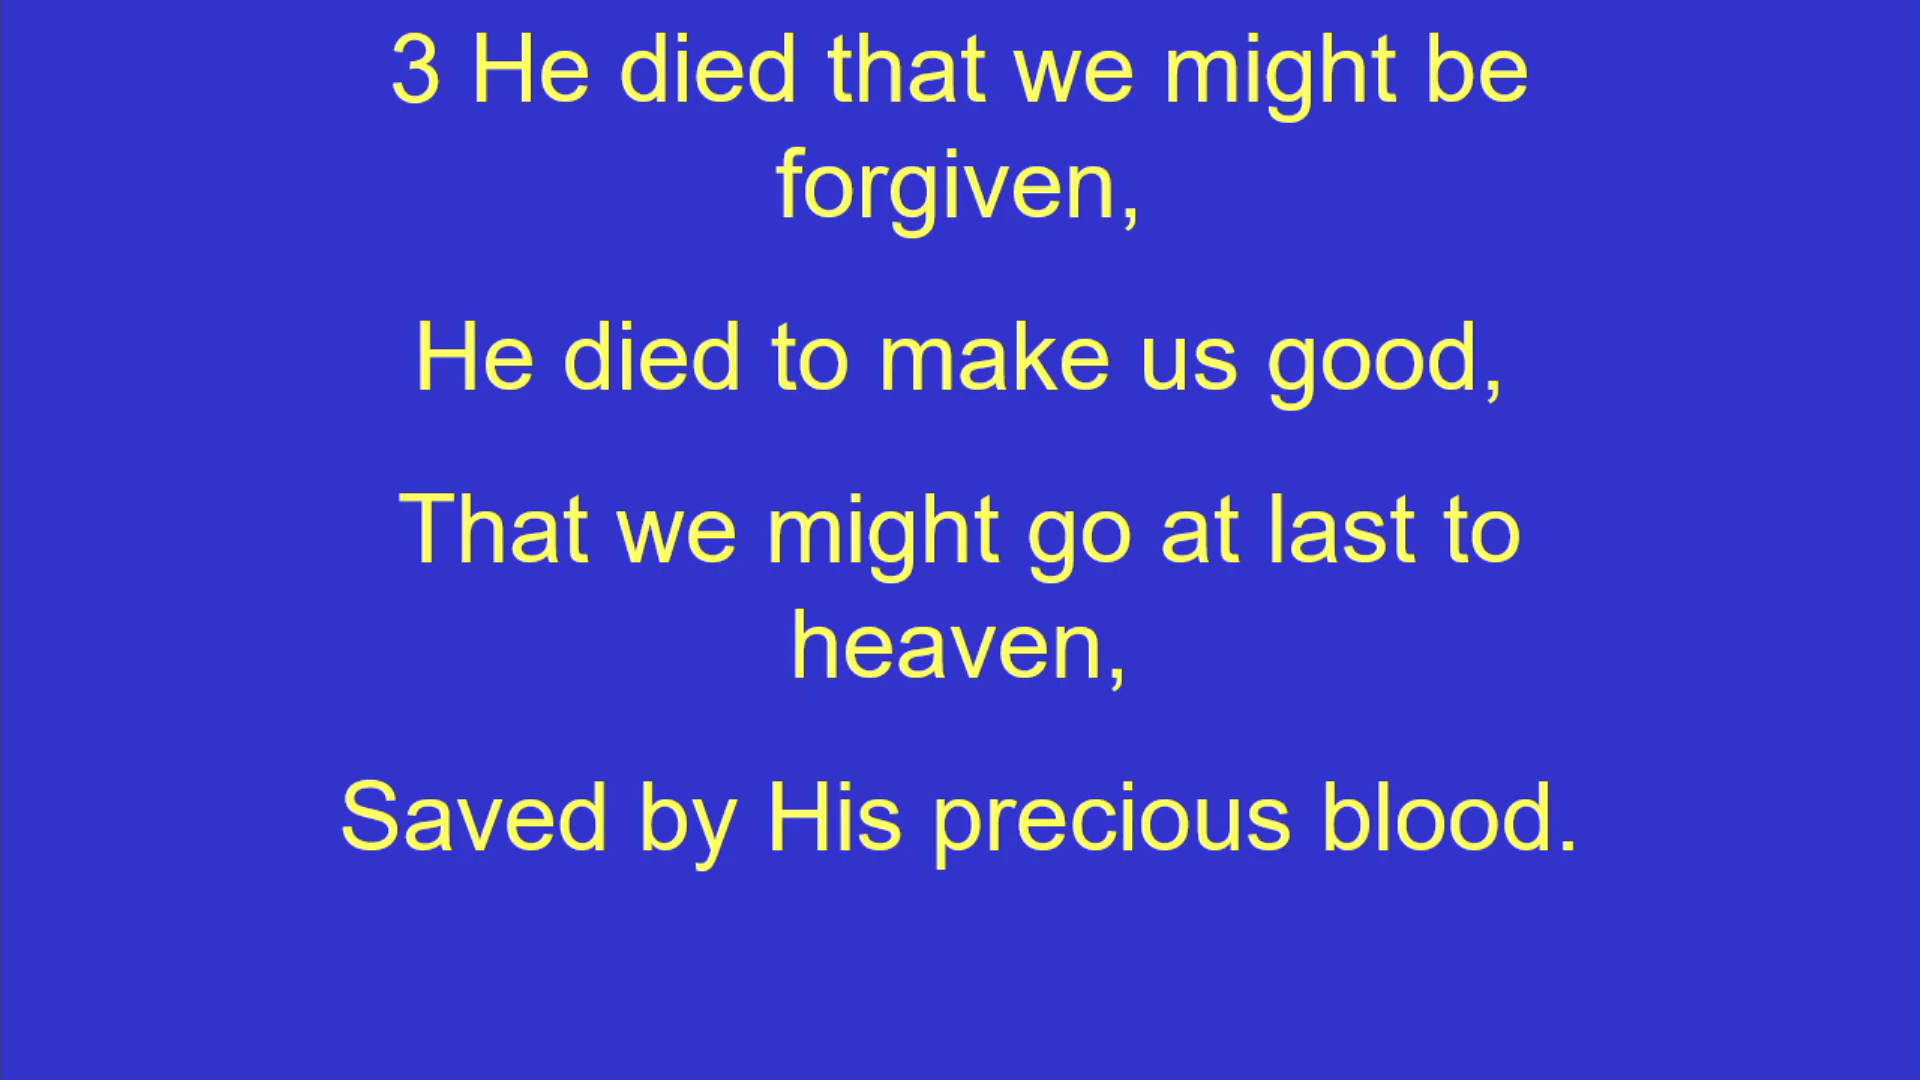 3 He died that we might be
forgiven,
He died to make us good,
That we might go at last to
heaven,
Saved by His precious blood.